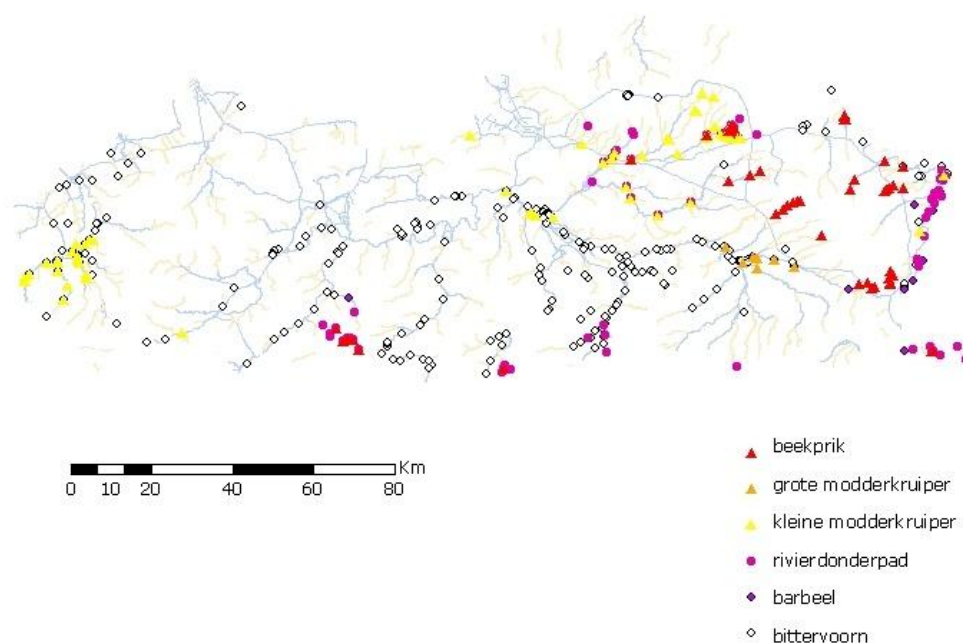 Km
0 10 20 40 60 80
beekprik
grote modderkruiper
kleine modderkruiper
rivierdonderpad
barbeel
bittervoorn